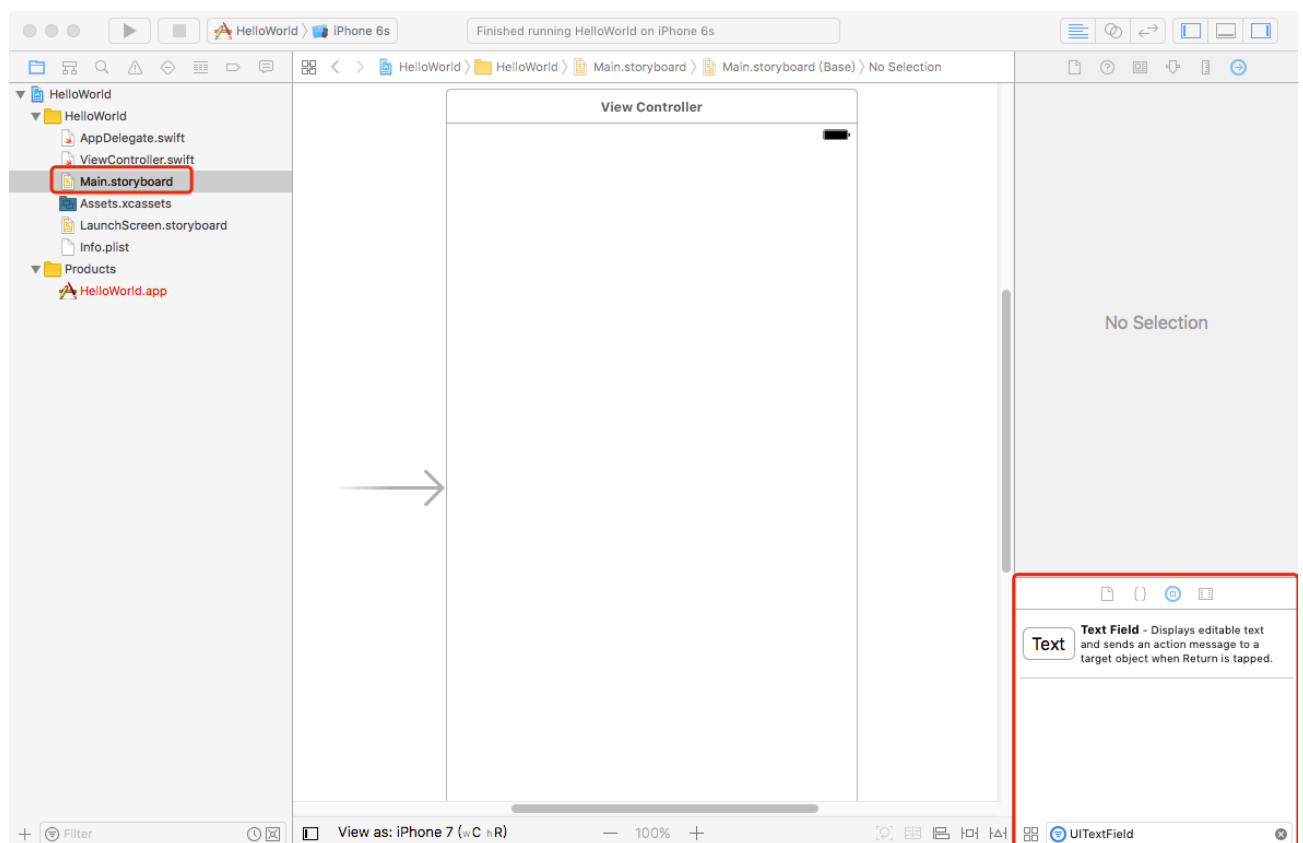 HelloWorld 〉 iPhone 6s
Finished running HelloWorld on iPhone 6s
HelloWorld 〉 HelloWorld 〉 Main.storyboard 〉 Main.storyboard (Base) 〉 No Selection
HelloWorld
HelloWorld
AppDelegate.swift
ViewController.swift
Main.storyboard
Assets.xcassets
LaunchScreen.storyboard
Info.plist
Products
HelloWorld.app
View Controller
No Selection
Text
Text Field - Displays editable text
and sends an action message to a
target object when Return is tapped.
Filter
View as: iPhone 7 (wC hR)
— 100% +
UITextField